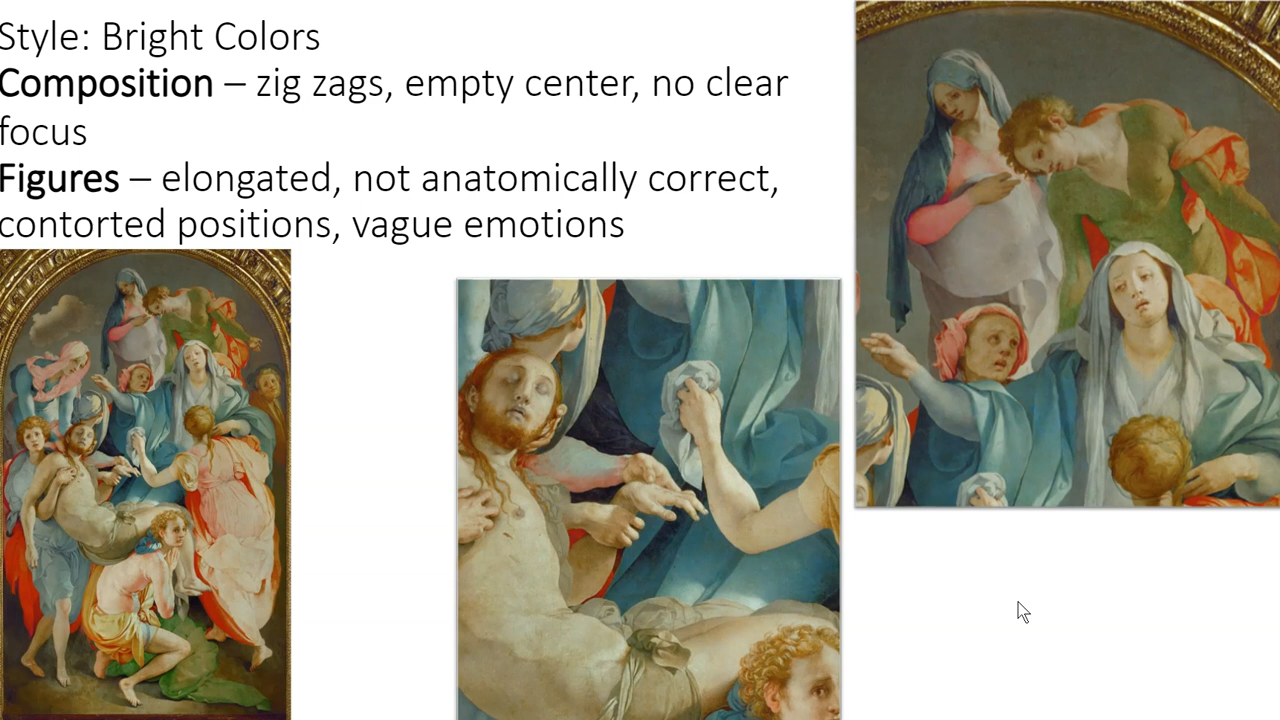 Style: Bright Colors
Composition – zig zags, empty center, no clear
focus
Figures – elongated, not anatomically correct,
contorted positions, vague emotions